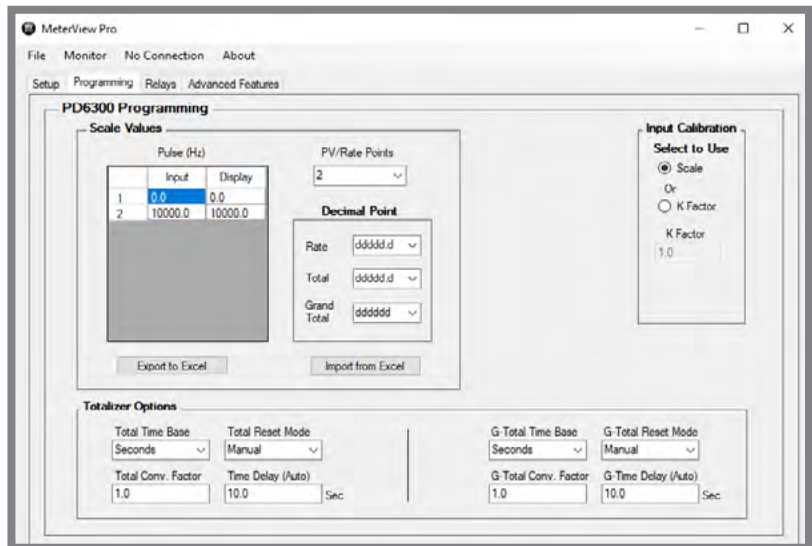 MeterView Pro
File Monitor No Connection About
Setup Programming Relays Advanced Features
PD6300 Programming
Scale Values
Pulse (Hz)
Input Display
1 0.0 0.0
2 10000.0 10000.0
Export to Excel
PV/Rate Points
2
Decimal Point
Rate ddddd.d
Total ddddd.d
Grand Total dddddd
Import from Excel
Input Calibration
Select to Use
Scale
Or
K Factor
K Factor
1.0
Totalizer Options
Total Time Base Total Reset Mode
Seconds Manual
Total Conv. Factor Time Delay (Auto)
1.0 10.0 Sec
G-Total Time Base G-Total Reset Mode
Seconds Manual
G-Total Conv. Factor G-Time Delay (Auto)
1.0 10.0 Sec